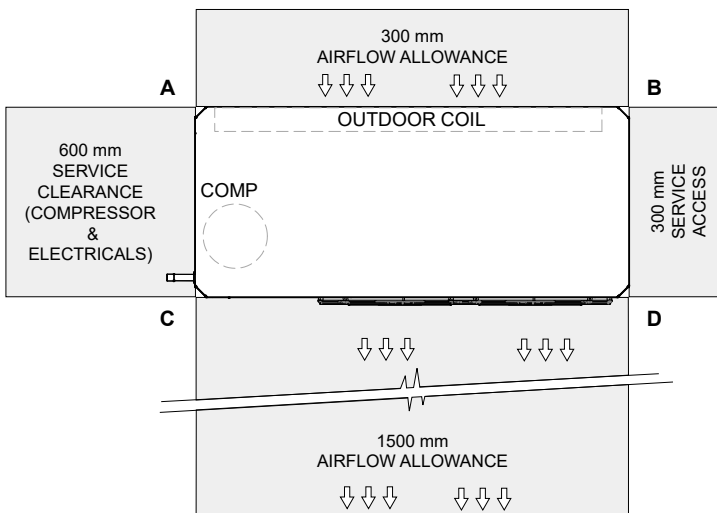 300 mm
AIRFLOW ALLOWANCE
A
B
OUTDOOR COIL
600 mm
SERVICE
CLEARANCE
(COMPRESSOR
&
ELECTRICALS)
COMP
300 mm
SERVICE
ACCESS
C
D
1500 mm
AIRFLOW ALLOWANCE